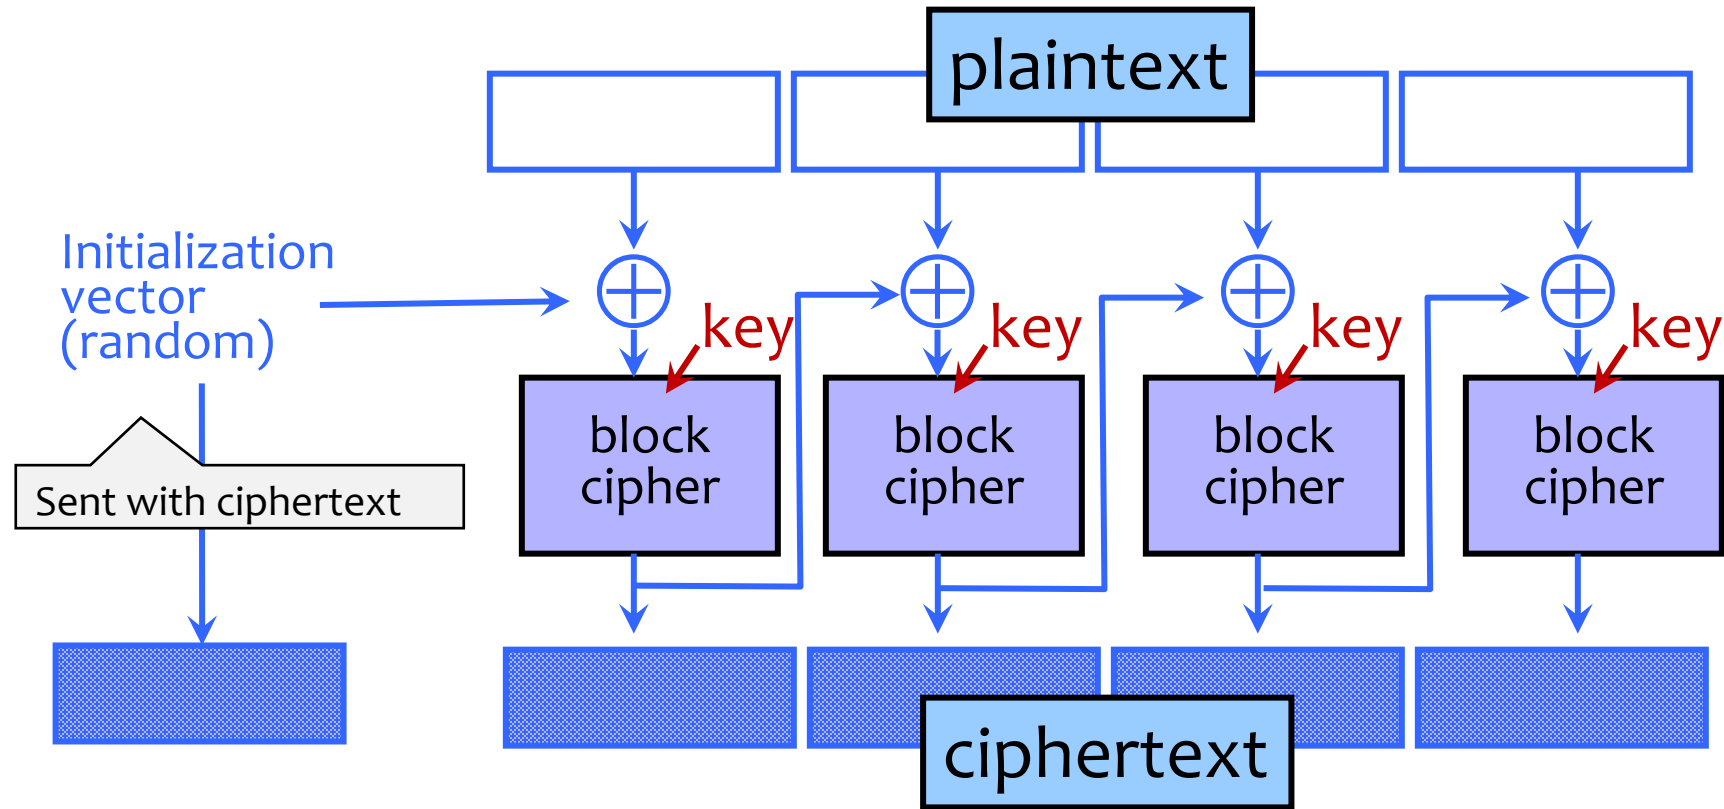 plaintext
Initialization
vector
(random)
key
key
key
key
block
cipher
block
cipher
block
cipher
block
cipher
Sent with ciphertext
ciphertext